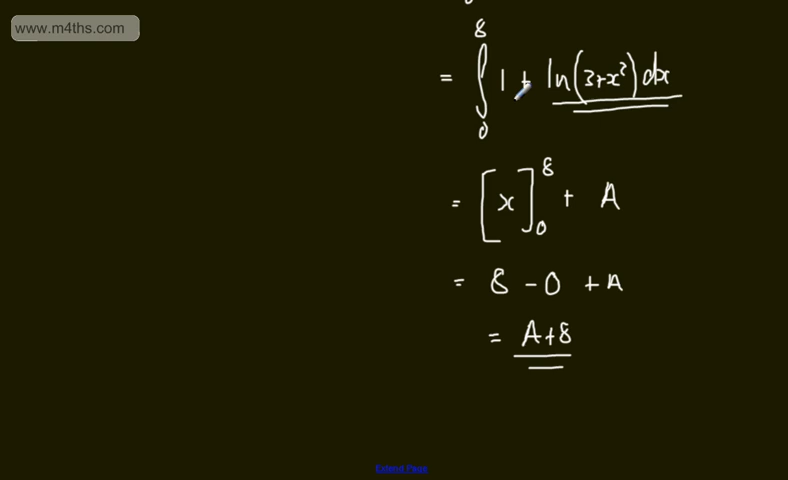 www.m4ths.com
= ∫₀⁸ 1 + ln(3+x²) dx
= [x]₀⁸ + A
= 8 - 0 + A
= A+8
Extend Page